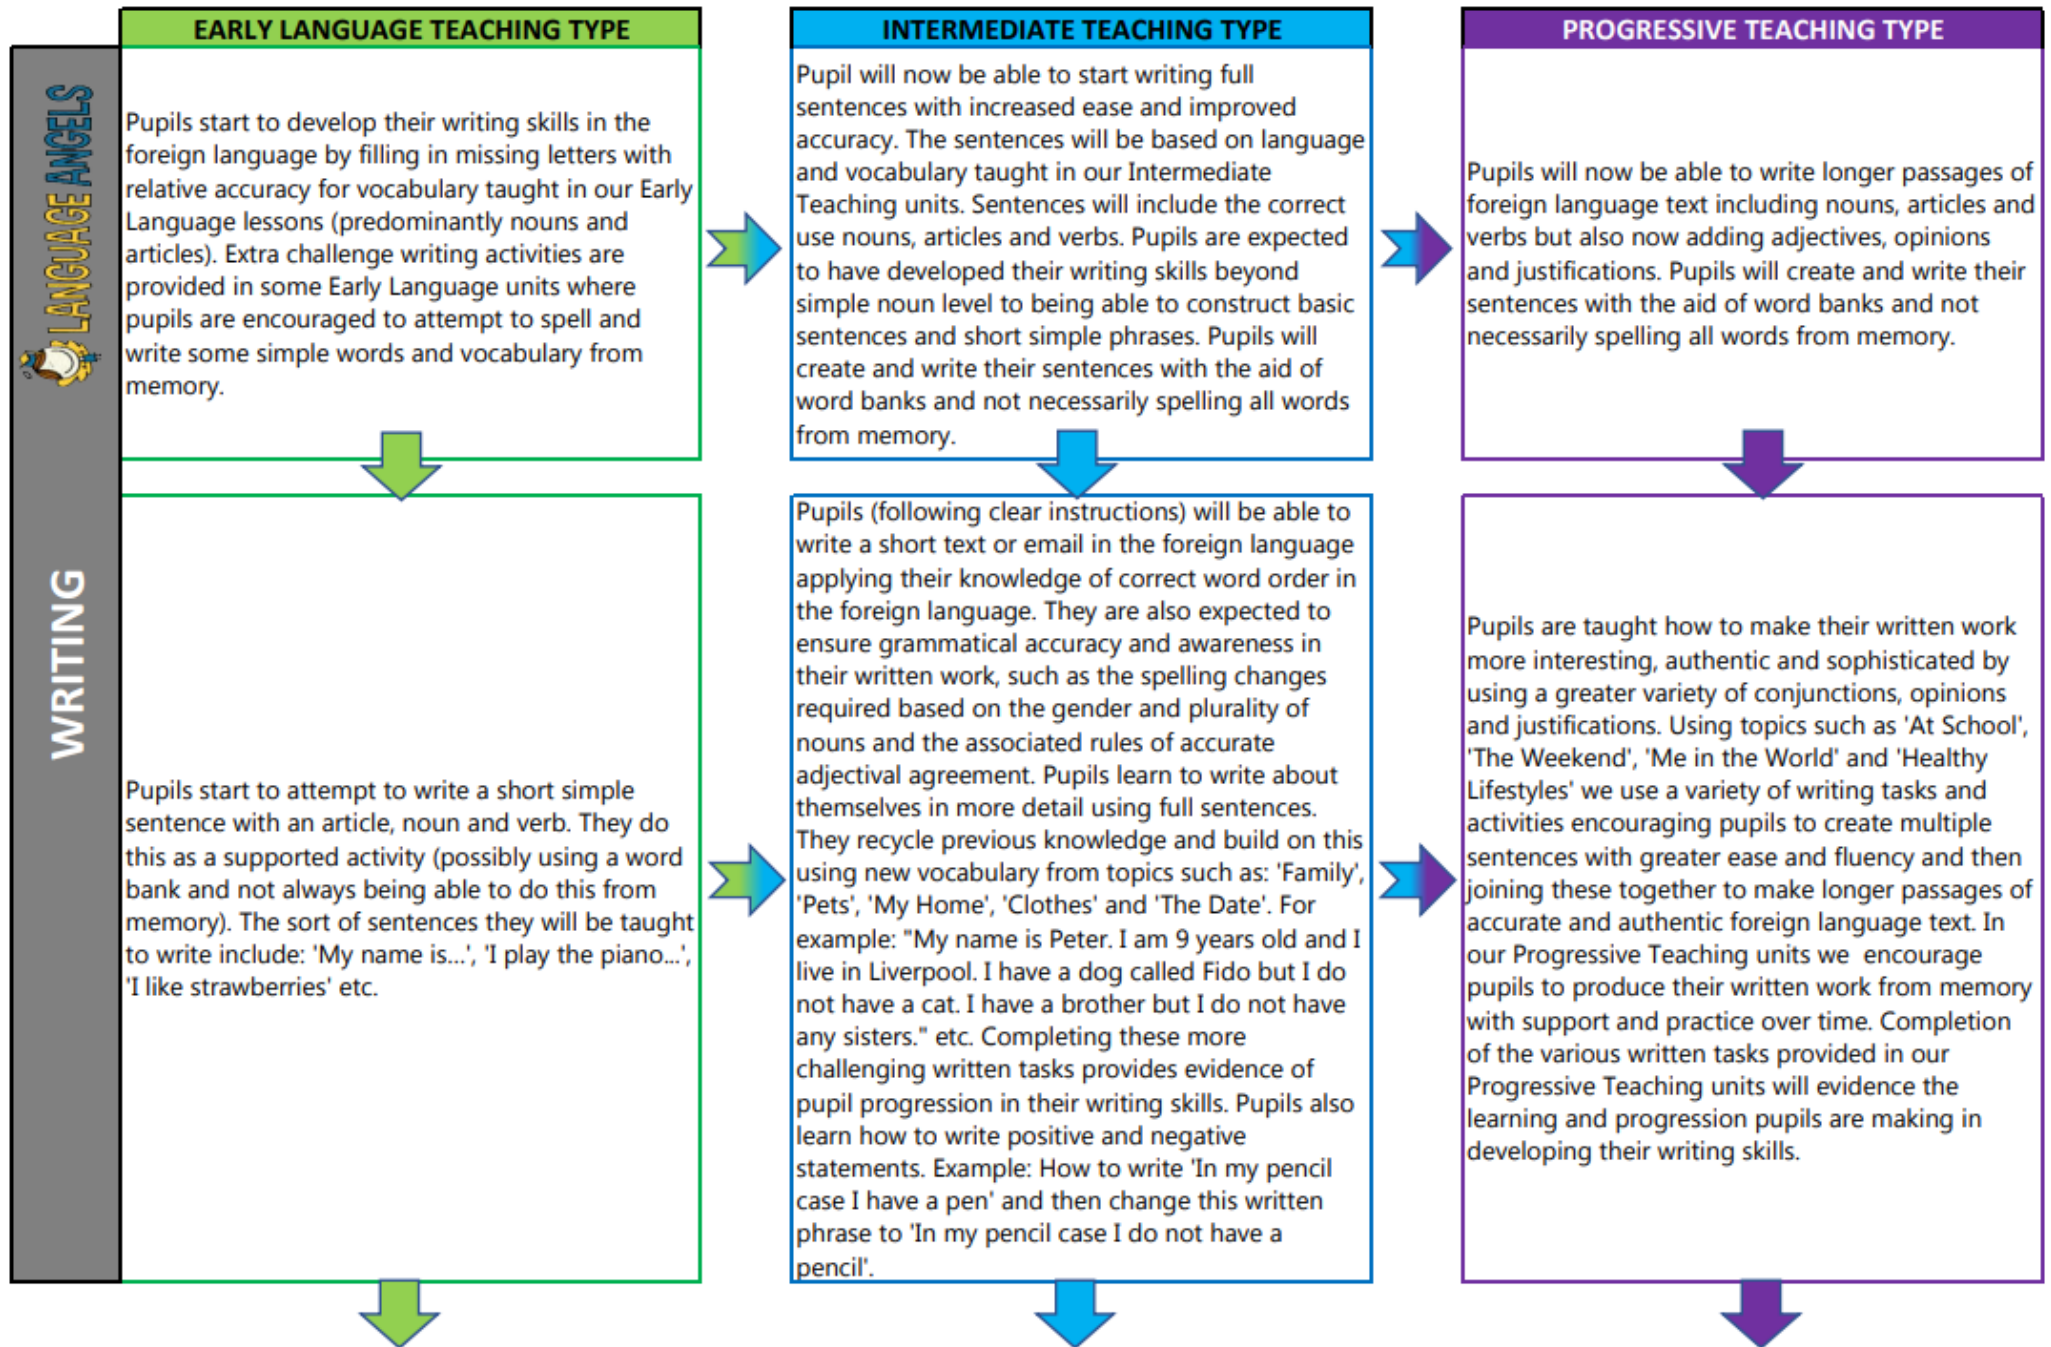 EARLY LANGUAGE TEACHING TYPE
INTERMEDIATE TEACHING TYPE
PROGRESSIVE TEACHING TYPE
LANGUAGE ANGELS
WRITING
Pupils start to develop their writing skills in the
foreign language by filling in missing letters with
relative accuracy for vocabulary taught in our Early
Language lessons (predominantly nouns and
articles). Extra challenge writing activities are
provided in some Early Language units where
pupils are encouraged to attempt to spell and
write some simple words and vocabulary from
memory.
Pupil will now be able to start writing full
sentences with increased ease and improved
accuracy. The sentences will be based on language
and vocabulary taught in our Intermediate
Teaching units. Sentences will include the correct
use nouns, articles and verbs. Pupils are expected
to have developed their writing skills beyond
simple noun level to being able to construct basic
sentences and short simple phrases. Pupils will
create and write their sentences with the aid of
word banks and not necessarily spelling all words
from memory.
Pupils will now be able to write longer passages of
foreign language text including nouns, articles and
verbs but also now adding adjectives, opinions
and justifications. Pupils will create and write their
sentences with the aid of word banks and not
necessarily spelling all words from memory.
Pupils start to attempt to write a short simple
sentence with an article, noun and verb. They do
this as a supported activity (possibly using a word
bank and not always being able to do this from
memory). The sort of sentences they will be taught
to write include: 'My name is...', 'I play the piano...',
'I like strawberries' etc.
Pupils (following clear instructions) will be able to
write a short text or email in the foreign language
applying their knowledge of correct word order in
the foreign language. They are also expected to
ensure grammatical accuracy and awareness in
their written work, such as the spelling changes
required based on the gender and plurality of
nouns and the associated rules of accurate
adjectival agreement. Pupils learn to write about
themselves in more detail using full sentences.
They recycle previous knowledge and build on this
using new vocabulary from topics such as: 'Family',
'Pets', 'My Home', 'Clothes' and 'The Date'. For
example: "My name is Peter. I am 9 years old and I
live in Liverpool. I have a dog called Fido but I do
not have a cat. I have a brother but I do not have
any sisters." etc. Completing these more
challenging written tasks provides evidence of
pupil progression in their writing skills. Pupils also
learn how to write positive and negative
statements. Example: How to write 'In my pencil
case I have a pen' and then change this written
phrase to 'In my pencil case I do not have a
pencil'.
Pupils are taught how to make their written work
more interesting, authentic and sophisticated by
using a greater variety of conjunctions, opinions
and justifications. Using topics such as 'At School',
'The Weekend', 'Me in the World' and 'Healthy
Lifestyles' we use a variety of writing tasks and
activities encouraging pupils to create multiple
sentences with greater ease and fluency and then
joining these together to make longer passages of
accurate and authentic foreign language text. In
our Progressive Teaching units we encourage
pupils to produce their written work from memory
with support and practice over time. Completion
of the various written tasks provided in our
Progressive Teaching units will evidence the
learning and progression pupils are making in
developing their writing skills.